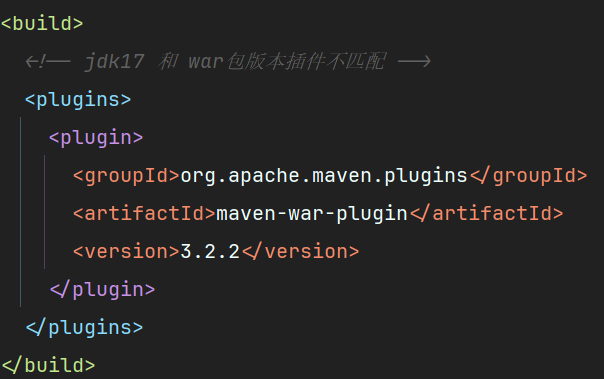 <build>
<!-- jdk17 和 war包版本插件不匹配 -->
<plugins>
<plugin>
<groupId>org.apache.maven.plugins</groupId>
<artifactId>maven-war-plugin</artifactId>
<version>3.2.2</version>
</plugin>
</plugins>
</build>